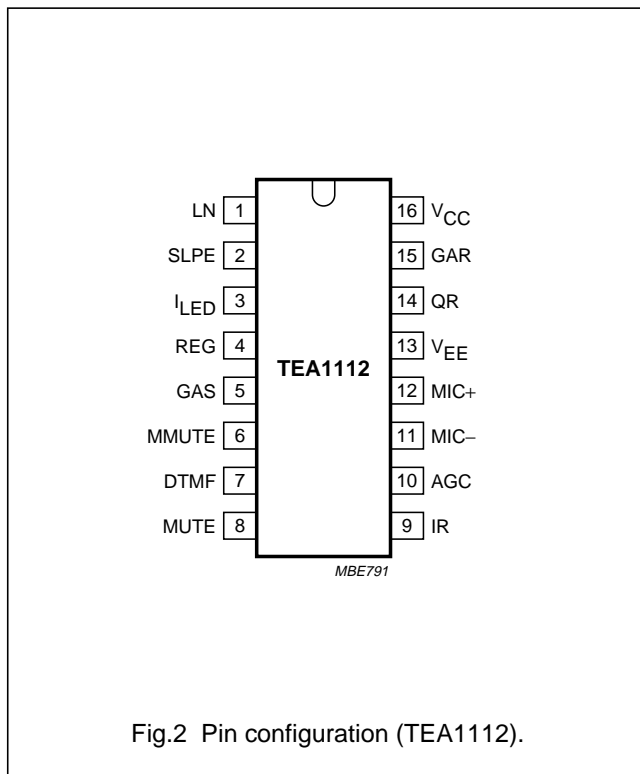 LN 1 16 VCC
SLPE 2 15 GAR
ILED 3 14 QR
REG 4 13 VEE
TEA1112
GAS 5 12 MIC+
MMUTE 6 11 MIC−
DTMF 7 10 AGC
MUTE 8 9 IR
MBE791
Fig.2 Pin configuration (TEA1112).